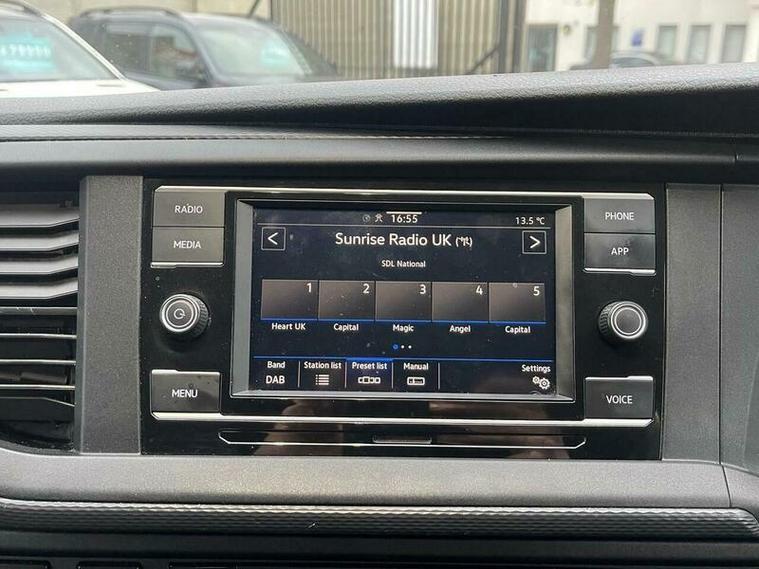 RADIO
MEDIA
MENU
PHONE
APP
VOICE
16:55
13.5 °C
< Sunrise Radio UK >
SDL National
1 2 3 4 5
Heart UK Capital Magic Angel Capital
Band Station list Preset list Manual Settings
DAB